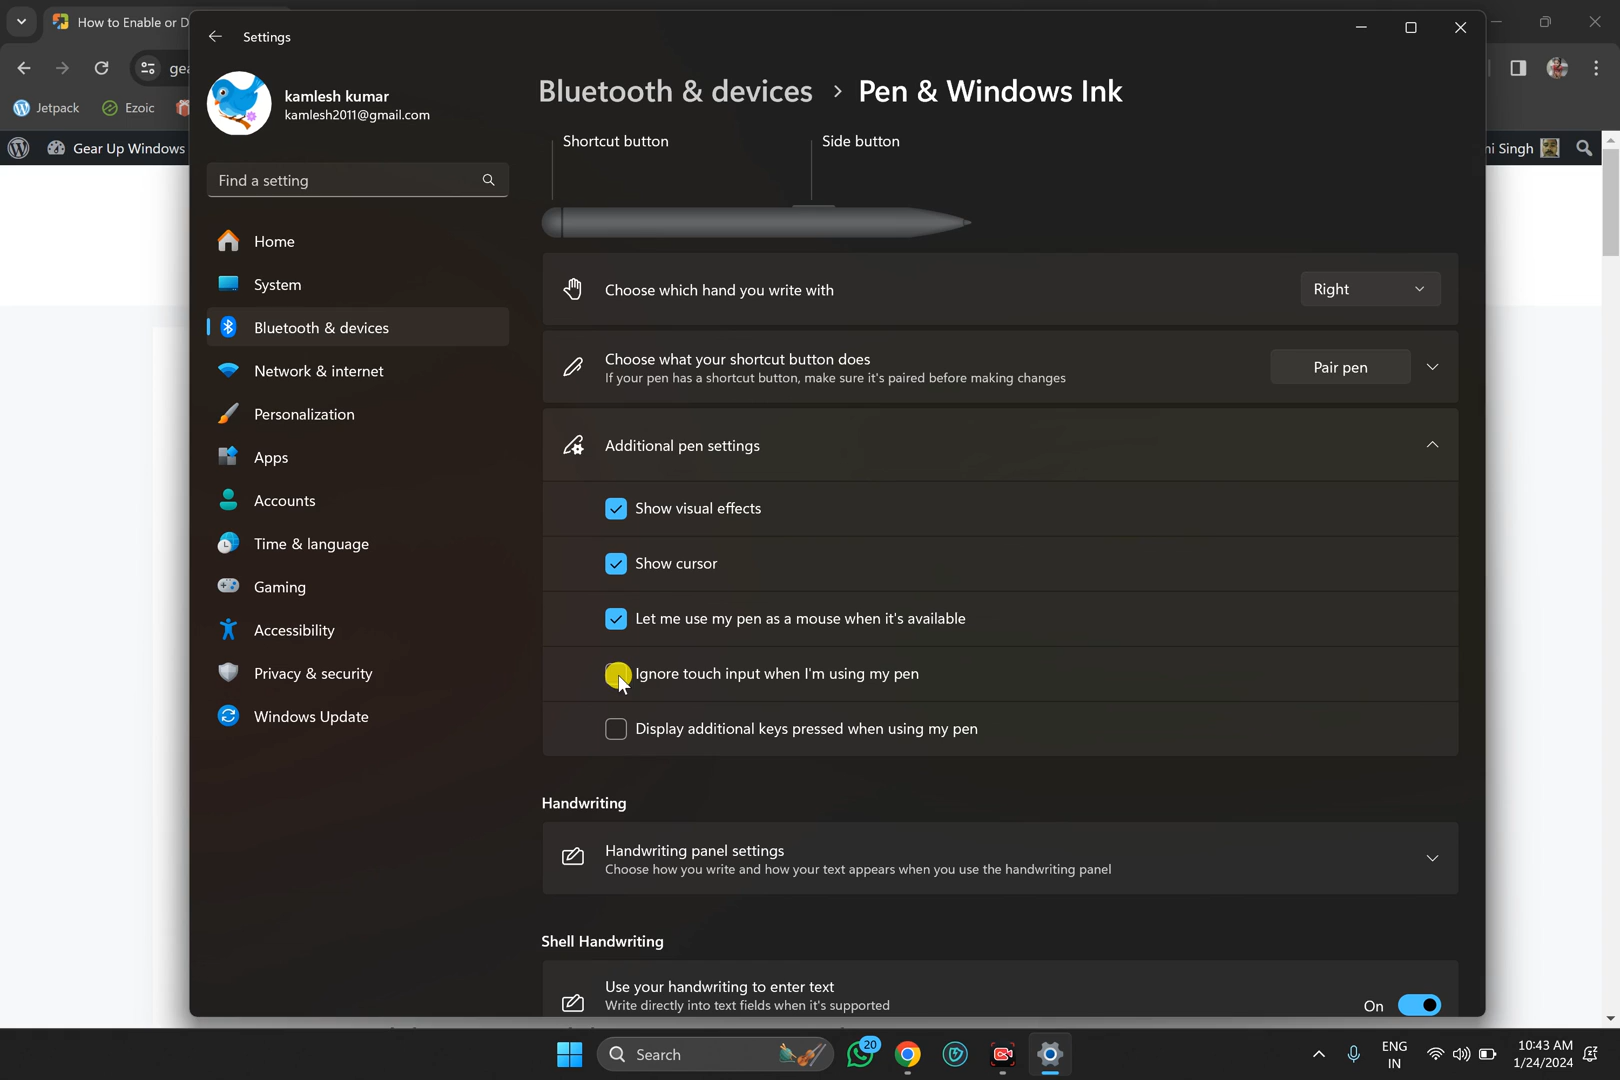 How to Enable or D
gea
Jetpack
Ezoic
Gear Up Windows
ni Singh
Settings
kamlesh kumar
kamlesh2011@gmail.com
Find a setting
Home
System
Bluetooth & devices
Network & internet
Personalization
Apps
Accounts
Time & language
Gaming
Accessibility
Privacy & security
Windows Update
Bluetooth & devices > Pen & Windows Ink
Shortcut button
Side button
Choose which hand you write with
Right
Choose what your shortcut button does
If your pen has a shortcut button, make sure it's paired before making changes
Pair pen
Additional pen settings
Show visual effects
Show cursor
Let me use my pen as a mouse when it's available
Ignore touch input when I'm using my pen
Display additional keys pressed when using my pen
Handwriting
Handwriting panel settings
Choose how you write and how your text appears when you use the handwriting panel
Shell Handwriting
Use your handwriting to enter text
Write directly into text fields when it's supported
On
Search
20
ENG
IN
10:43 AM
1/24/2024